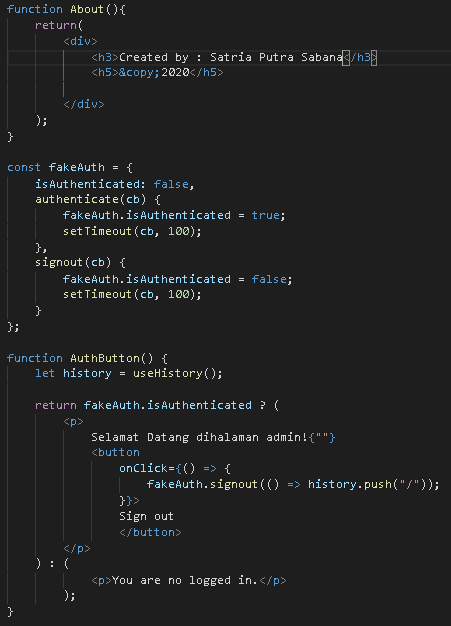 function About(){
return(
<div>
<h3>Created by : Satria Putra Sabana</h3>
<h5>&copy;2020</h5>
</div>
);
}
const fakeAuth = {
isAuthenticated: false,
authenticate(cb) {
fakeAuth.isAuthenticated = true;
setTimeout(cb, 100);
},
signout(cb) {
fakeAuth.isAuthenticated = false;
setTimeout(cb, 100);
}
};
function AuthButton() {
let history = useHistory();
return fakeAuth.isAuthenticated ? (
<p>
Selamat Datang dihalaman admin!{""}
<button
onClick={() => {
fakeAuth.signout(() => history.push("/"));
}}>
Sign out
</button>
</p>
) : (
<p>You are no logged in.</p>
);
}